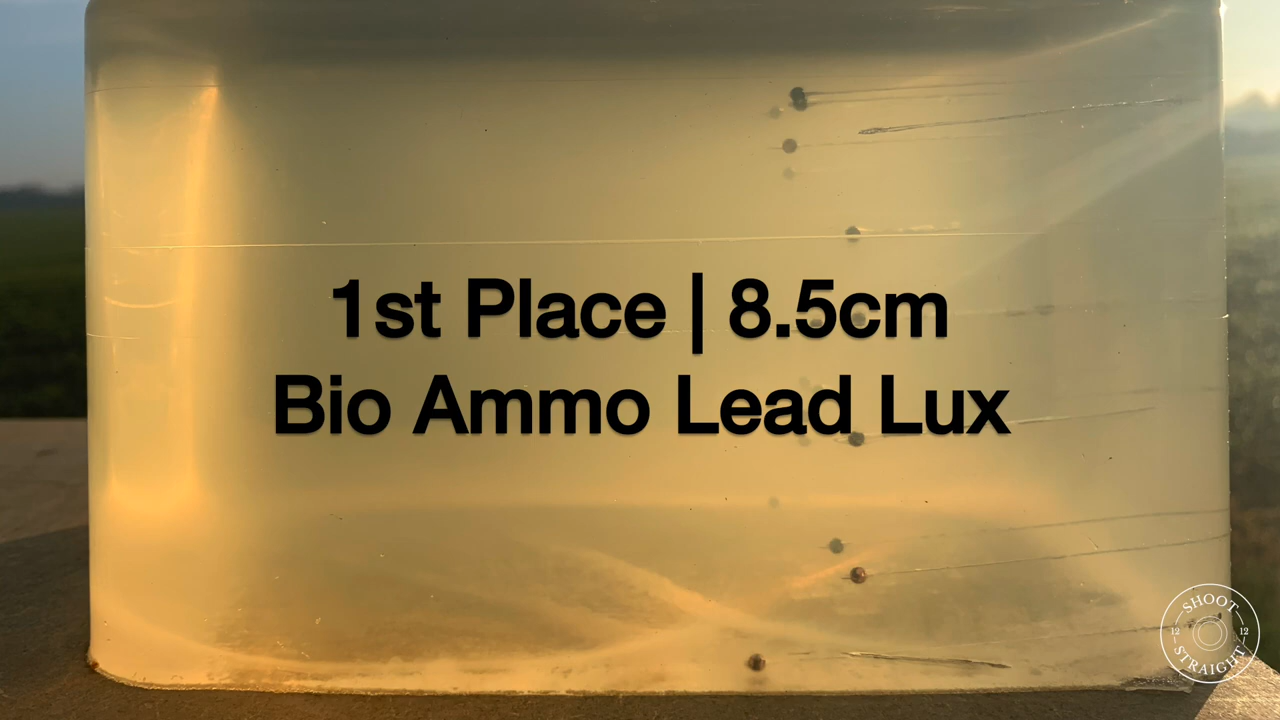 1st Place | 8.5cm
Bio Ammo Lead Lux
SHOOT
12 12
STRAIGHT